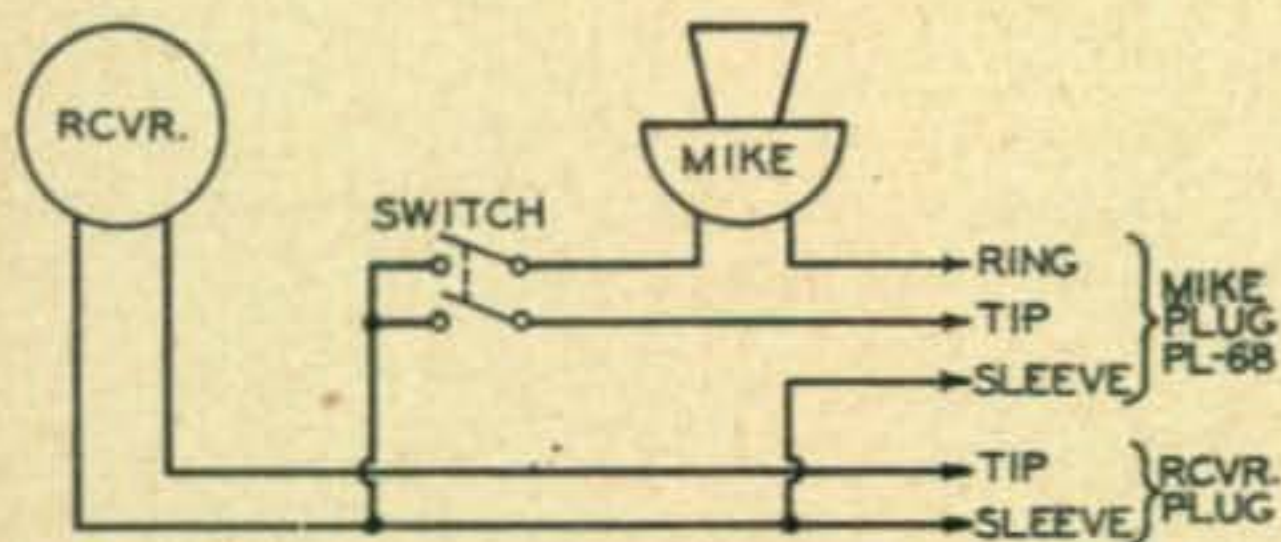 RCVR.
MIKE
SWITCH
RING
TIP
SLEEVE
MIKE
PLUG
PL-68
TIP
SLEEVE
RCVR.
PLUG